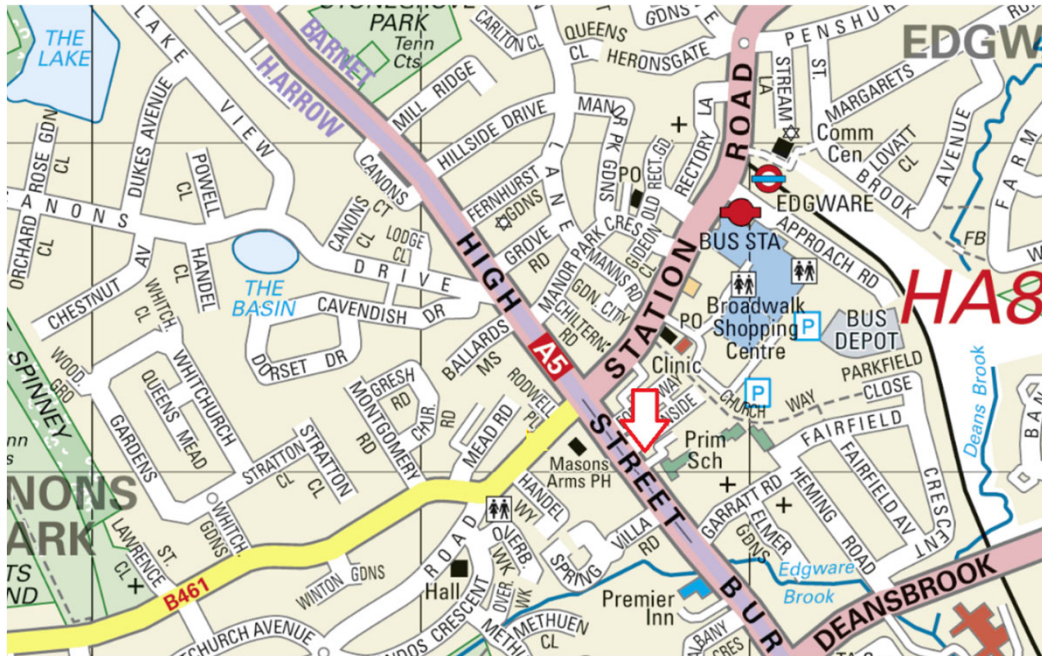 STONEGROVE
PARK
Tenn
Cts
CARLTON CL
QUEENS
CL
GDNS
HERONSGATE
PENSHURST
EDGW
THE
LAKE
LAKE VIEW
BARNET
HARROW
MILL RIDGE
HILLSIDE DRIVE
MANOR PK GDNS
LANE
RECTORY LA
STREAM
LA
ST. MARGARETS
Comm
Cen
LOVATT
CL
BROOK AVENUE
FARM
ROSE GDN
CL
DUKES AVENUE
POWELL
CL
CANONS
CL
FERNHURST
GDNS
PO
OLD RECT. GD.
EDGWARE
BUS STA
APPROACH RD
FB
ORCHARD
CL
CANONS DRIVE
HANDEL
CL
CANONS
CT
LODGE
CL
GROVE
RD
MANOR PARK CRES
GIDEON
CL
MANNS RD
GDN. CITY
CHILTERN
RD
STATION ROAD
HA8
CHESTNUT AV
WHITCH.
CL
THE
BASIN
CAVENDISH DR
DORSET DR
BALLARDS
MS
HIGH STREET
A5
PO
Clinic
Broadwalk
Shopping
Centre
P
BUS
DEPOT
PARKFIELD
CLOSE
Deans Brook
SPINNEY
WOOD.
GRO
QUEENS
MEAD
WHITCHURCH
GARDENS
GRESH
RD
MONTGOMERY
RD
RD
MEAD RD
RODWELL
PL
P
CHURCH
WAY
FAIRFIELD
CRESCENT
BAN
NONS
ARK
STRATTON
CL
STRATTON
CL
Masons
Arms PH
Prim
Sch
GARRATT RD
HEMING
ROAD
FAIRFIELD AV
ELMER
GDNS
WHITCH.
GDNS
ST.
LAWRENCE
CL
B461
WINTON GDNS
ROAD
Hall
HANDEL
WY
OVERB.
WK
OVER.
WK
SPRING
VILLA
RD
Edgware
Brook
Premier
Inn
BUR
DEANSBROOK
TCHURCH AVENUE
NDOS CRESCENT
METHUEN
CL
METH
ALBANY
CRES